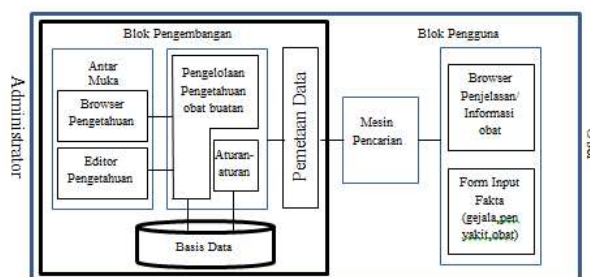 Blok Pengembangan
Blok Pengguna
Administrator
Antar
Muka
Browser
Pengetahuan
Editor
Pengetahuan
Pengelolaan
Pengetahuan
obat buatan
Aturan-
aturan
Pemetaan Data
Mesin
Pencarian
Browser
Penjelasan/
Informasi
obat
Form Input
Fakta
(gejala,pen
yakit,obat)
Basis Data